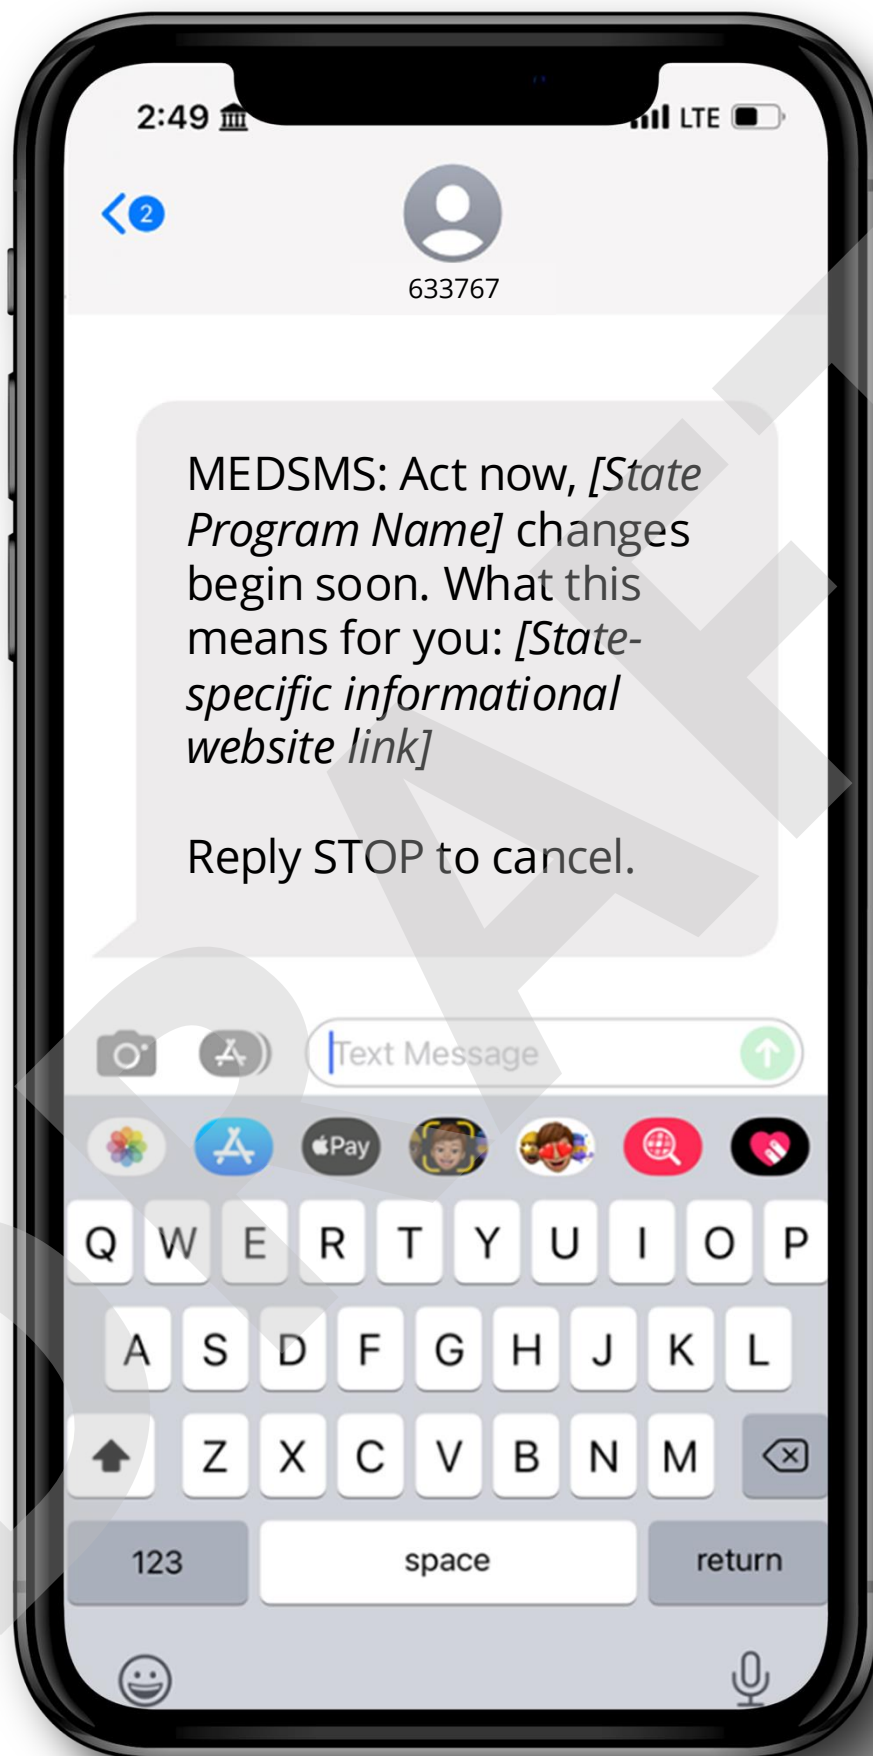 2:49
LTE
2
633767
MEDSMS: Act now, [State
Program Name] changes
begin soon. What this
means for you: [State-
specific informational
website link]
Reply STOP to cancel.
Text Message
Pay
Q W E R T Y U I O P
A S D F G H J K L
Z X C V B N M
123 space return
DRAFT